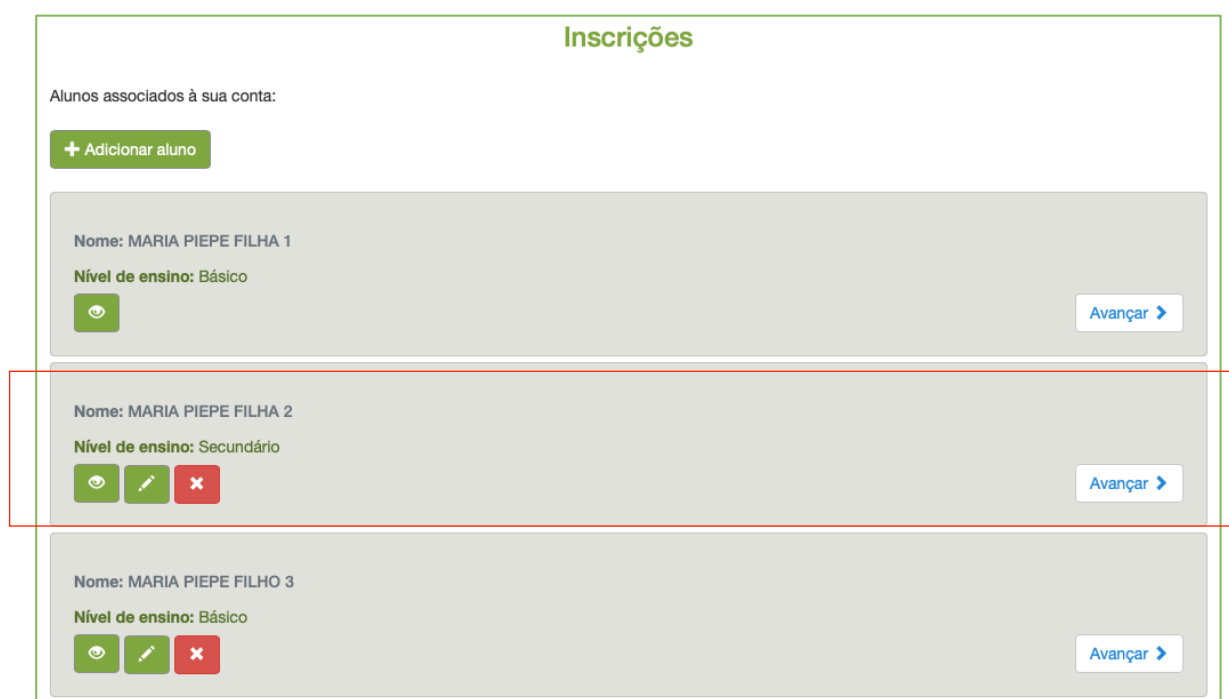 Inscrições
Alunos associados à sua conta:
Adicionar aluno
Nome: MARIA PIEPE FILHA 1
Nível de ensino: Básico
Avançar
Nome: MARIA PIEPE FILHA 2
Nível de ensino: Secundário
Avançar
Nome: MARIA PIEPE FILHO 3
Nível de ensino: Básico
Avançar